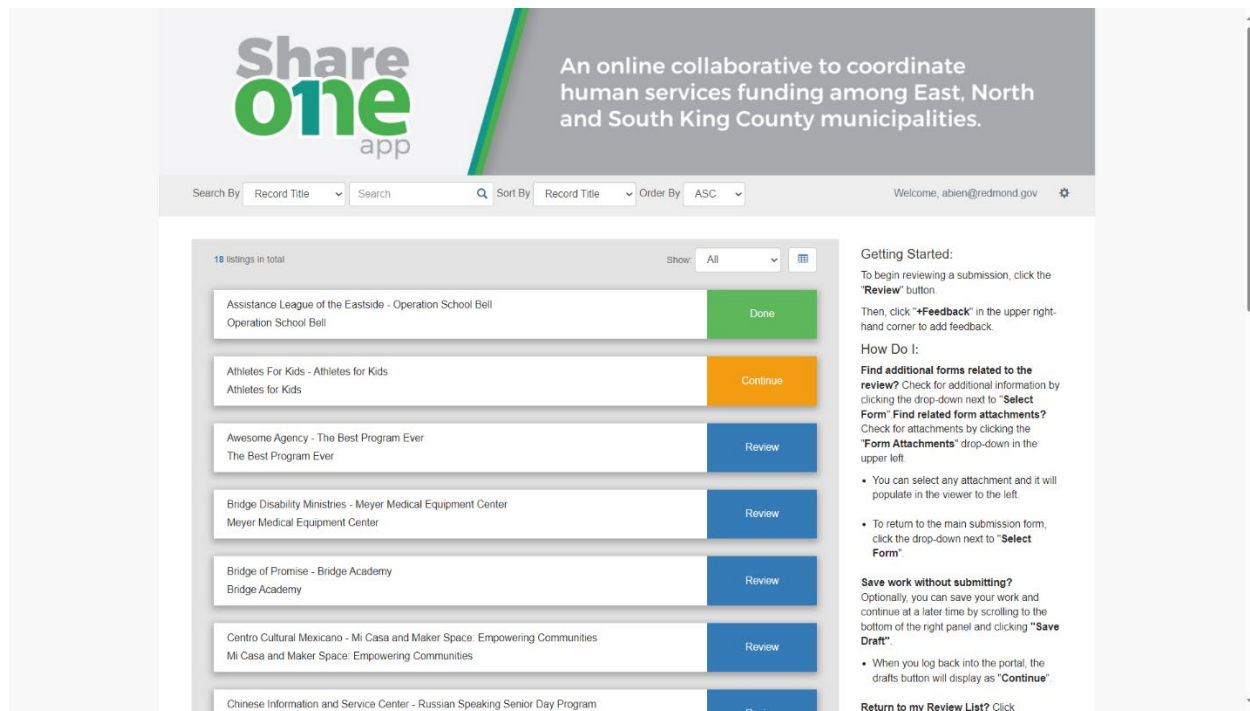 Share
one
app
An online collaborative to coordinate
human services funding among East, North
and South King County municipalities.
Search By Record Title Search Sort By Record Title Order By ASC Welcome, abien@redmond.gov
18 listings in total Show: All
Assistance League of the Eastside - Operation School Bell
Operation School Bell
Done
Athletes For Kids - Athletes for Kids
Athletes for Kids
Continue
Awesome Agency - The Best Program Ever
The Best Program Ever
Review
Bridge Disability Ministries - Meyer Medical Equipment Center
Meyer Medical Equipment Center
Review
Bridge of Promise - Bridge Academy
Bridge Academy
Review
Centro Cultural Mexicano - Mi Casa and Maker Space: Empowering Communities
Mi Casa and Maker Space: Empowering Communities
Review
Chinese Information and Service Center - Russian Speaking Senior Day Program
Getting Started:
To begin reviewing a submission, click the
"Review" button.
Then, click "+Feedback" in the upper right-
hand corner to add feedback.
How Do I:
Find additional forms related to the
review? Check for additional information by
clicking the drop-down next to "Select
Form".Find related form attachments?
Check for attachments by clicking the
"Form Attachments" drop-down in the
upper left.
• You can select any attachment and it will
populate in the viewer to the left.
• To return to the main submission form,
click the drop-down next to "Select
Form".
Save work without submitting?
Optionally, you can save your work and
continue at a later time by scrolling to the
bottom of the right panel and clicking "Save
Draft".
• When you log back into the portal, the
drafts button will display as "Continue".
Return to my Review List? Click